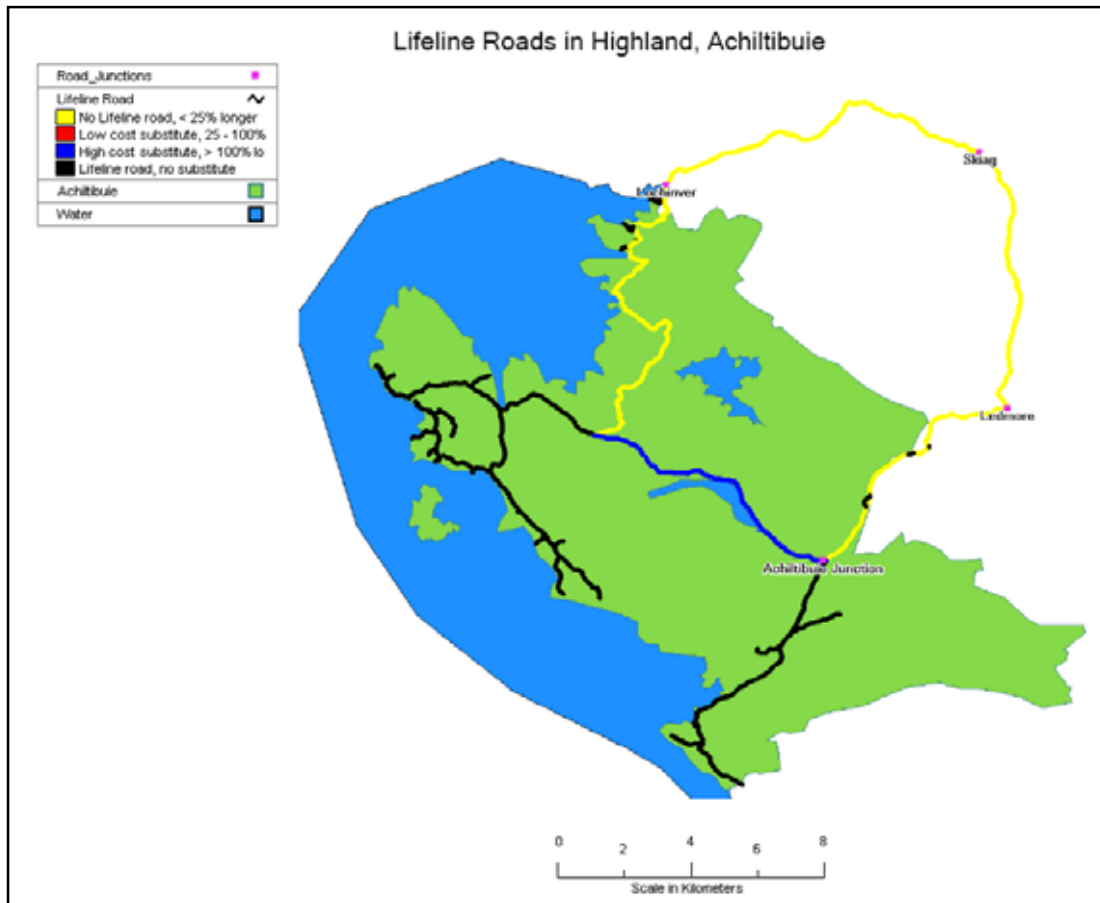 Lifeline Roads in Highland, Achiltibuie
Road_Junctions
Lifeline Road
No Lifeline road, < 25% longer
Low cost substitute, 25 - 100%
High cost substitute, > 100% lo
Lifeline road, no substitute
Achiltibuie
Water
Skiag
Lochinver
Ledmore
Achiltibuie Junction
0 2 4 6 8
Scale in Kilometers